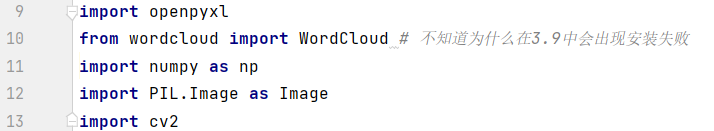 9 import openpyxl
10 from wordcloud import WordCloud # 不知道为什么在3.9中会出现安装失败
11 import numpy as np
12 import PIL.Image as Image
13 import cv2